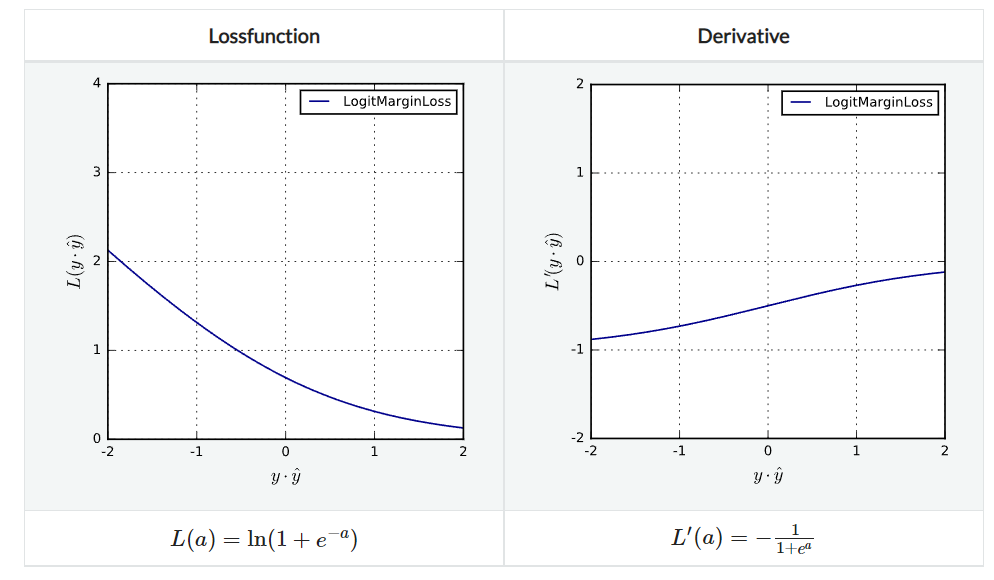 Lossfunction
Derivative
LogitMarginLoss
4
3
2
1
0
-2 -1 0 1 2
L(y · ŷ)
y · ŷ
LogitMarginLoss
2
1
0
-1
-2
-2 -1 0 1 2
L′(y · ŷ)
y · ŷ
L(a) = ln(1 + e^{-a})
L′(a) = -\frac{1}{1+e^a}